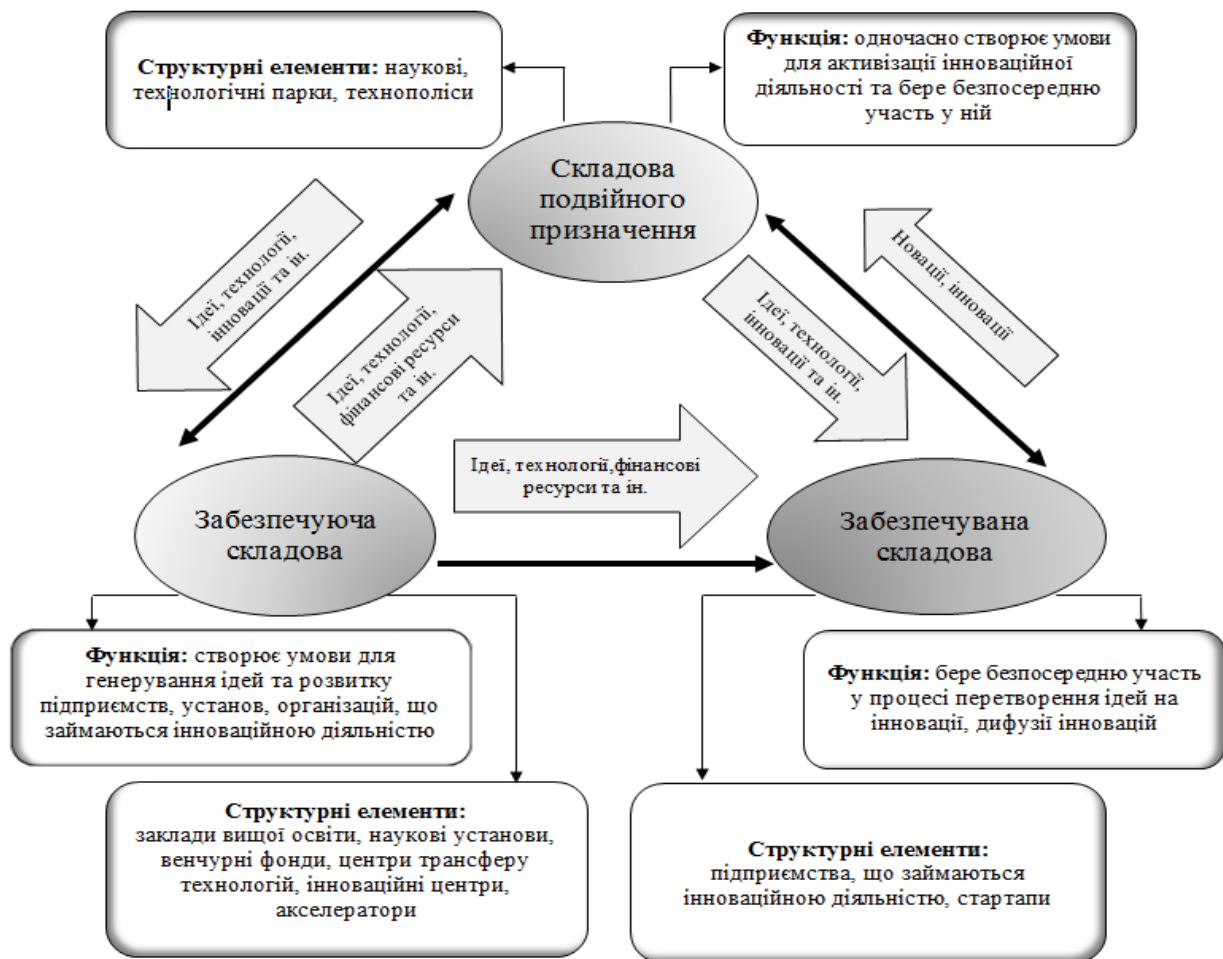 Структурні елементи: наукові,
технологічні парки, технополіси
Функція: одночасно створює умови
для активізації інноваційної
діяльності та бере безпосередню
участь у ній
Складова
подвійного
призначення
Ідеї, технології,
інновації та ін.
Ідеї, технології,
фінансові ресурси
та ін.
Ідеї, технології,
інновації та ін.
Новації, інновації
Ідеї, технології,фінансові
ресурси та ін.
Забезпечуюча
складова
Забезпечувана
складова
Функція: створює умови для
генерування ідей та розвитку
підприємств, установ, організацій, що
займаються інноваційною діяльністю
Функція: бере безпосередню участь
у процесі перетворення ідей на
інновації, дифузії інновацій
Структурні елементи:
заклади вищої освіти, наукові установи,
венчурні фонди, центри трансферу
технологій, інноваційні центри,
акселератори
Структурні елементи:
підприємства, що займаються
інноваційною діяльністю, стартапи